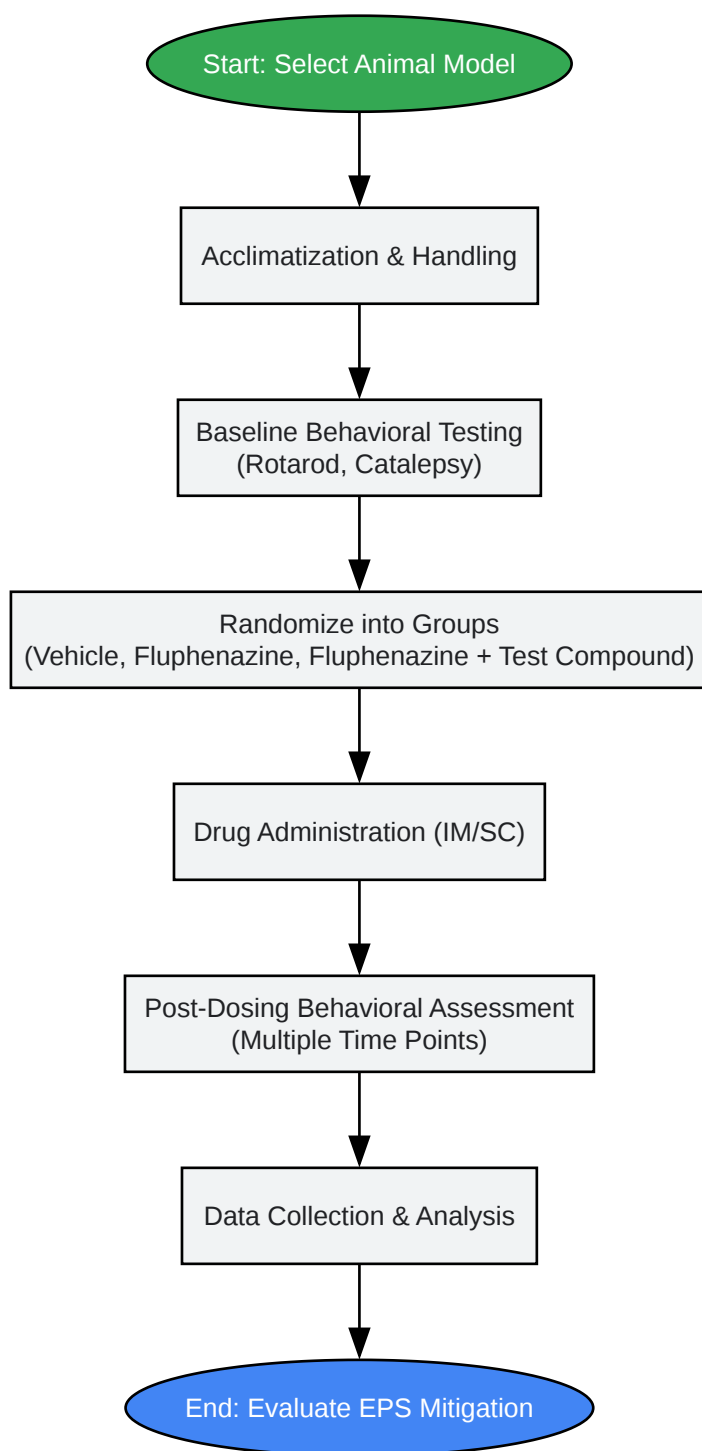 Start: Select Animal Model
Acclimatization & Handling
Baseline Behavioral Testing
(Rotarod, Catalepsy)
Randomize into Groups
(Vehicle, Fluphenazine, Fluphenazine + Test Compound)
Drug Administration (IM/SC)
Post-Dosing Behavioral Assessment
(Multiple Time Points)
Data Collection & Analysis
End: Evaluate EPS Mitigation